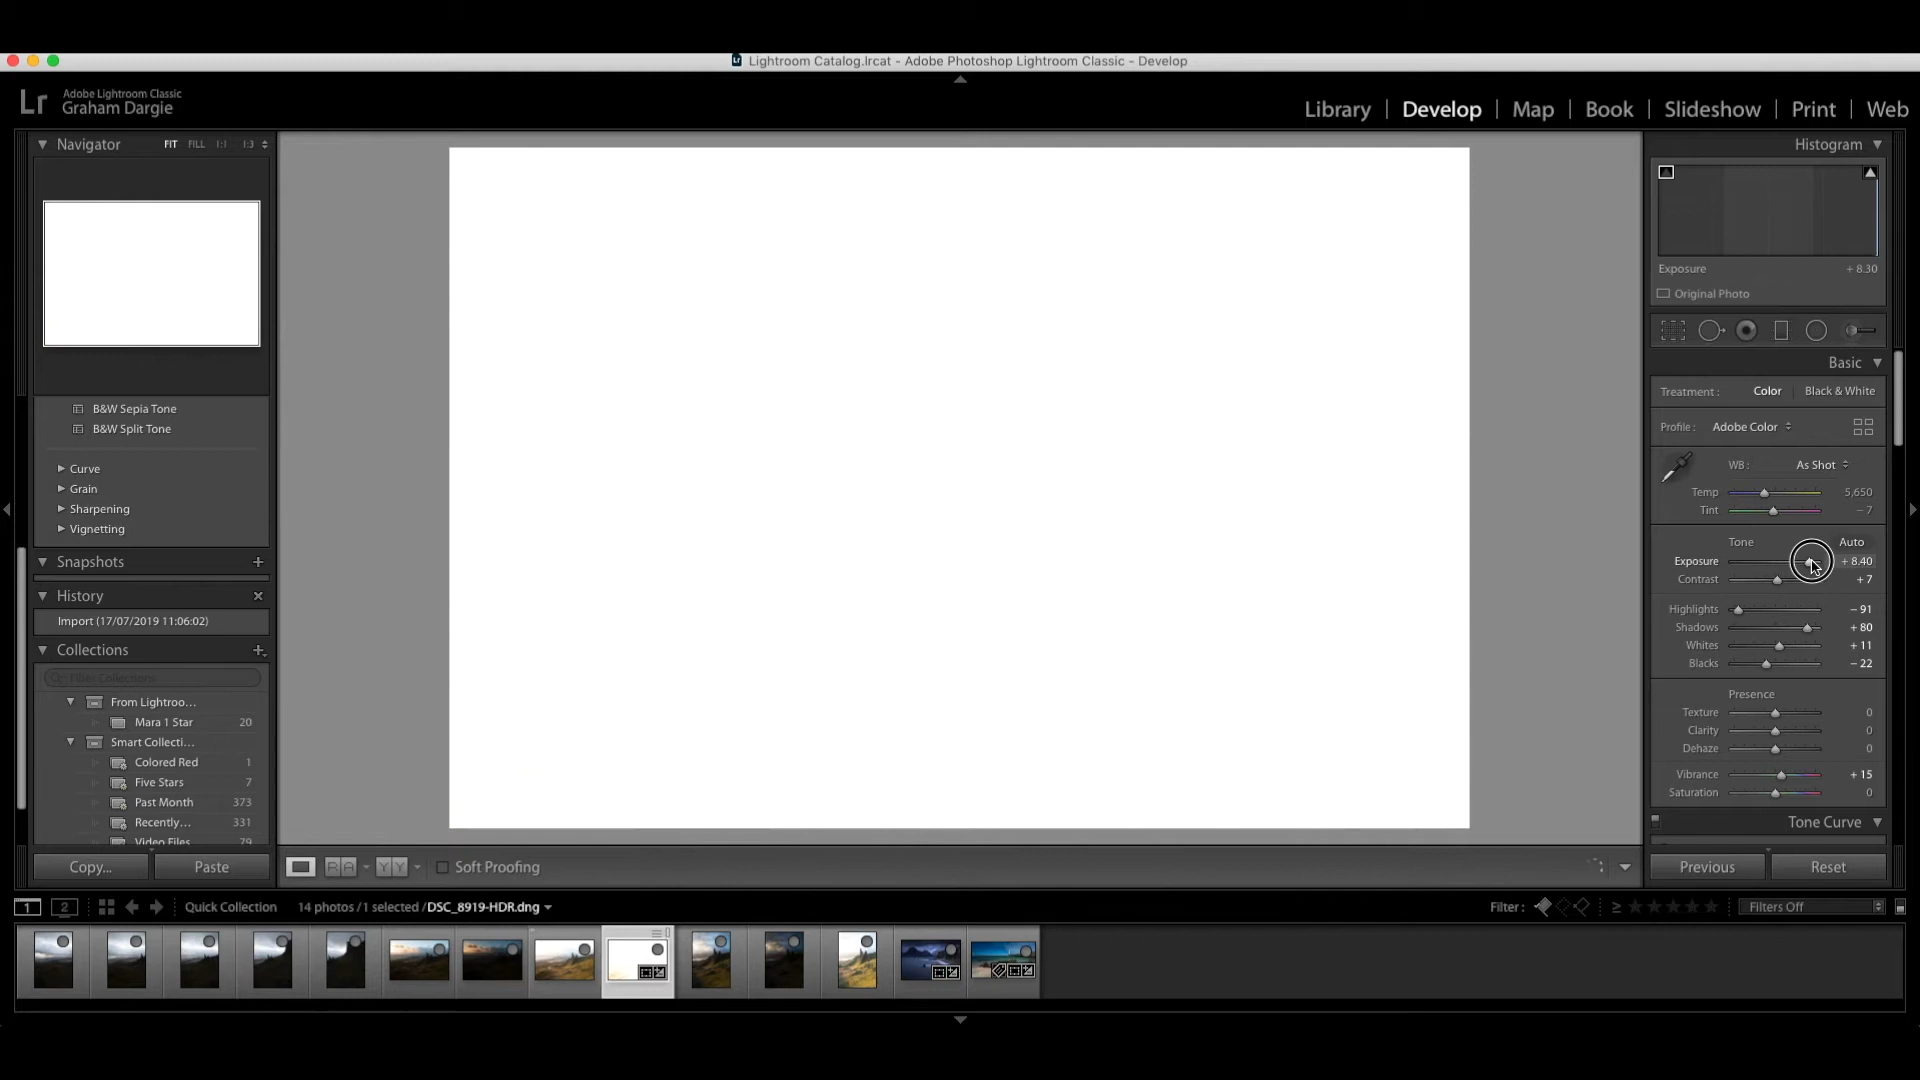 Lightroom Catalog.lrcat - Adobe Photoshop Lightroom Classic - Develop
Lr
Adobe Lightroom Classic
Graham Dargie
Library | Develop | Map | Book | Slideshow | Print | Web
Navigator FIT FILL 1:1 1:3
B&W Sepia Tone
B&W Split Tone
Curve
Grain
Sharpening
Vignetting
Snapshots +
History ×
Import (17/07/2019 11:06:02)
Collections +
Filter Collections
From Lightroo...
Mara 1 Star 20
Smart Collecti...
Colored Red 1
Five Stars 7
Past Month 373
Recently... 331
Video Files 79
Copy... Paste
Soft Proofing
Histogram
Exposure + 8.30
Original Photo
Basic
Treatment : Color Black & White
Profile : Adobe Color
WB : As Shot
Temp 5,650
Tint – 7
Tone Auto
Exposure + 8.40
Contrast + 7
Highlights – 91
Shadows + 80
Whites + 11
Blacks – 22
Presence
Texture 0
Clarity 0
Dehaze 0
Vibrance + 15
Saturation 0
Tone Curve
Previous Reset
1 2 Quick Collection 14 photos / 1 selected / DSC_8919-HDR.dng Filter : ≥ Filters Off